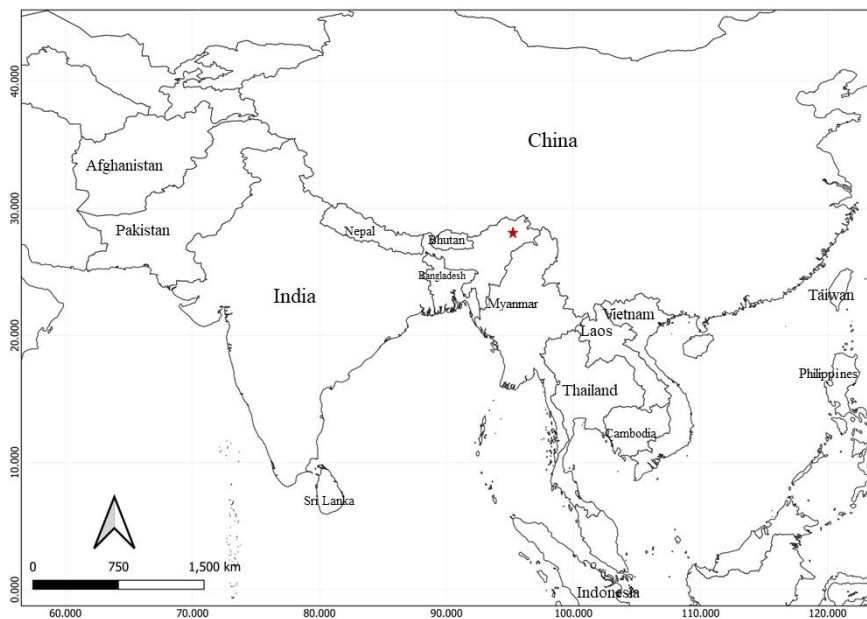 40.000
China
Afghanistan
30.000
Pakistan
Nepal
Bhutan
Bangladesh
India
Myanmar
Taiwan
Vietnam
20.000
Laos
Philippines
Thailand
Cambodia
10.000
Sri Lanka
0 750 1,500 km
0.000
Indonesia
60.000 70.000 80.000 90.000 100.000 110.000 120.000